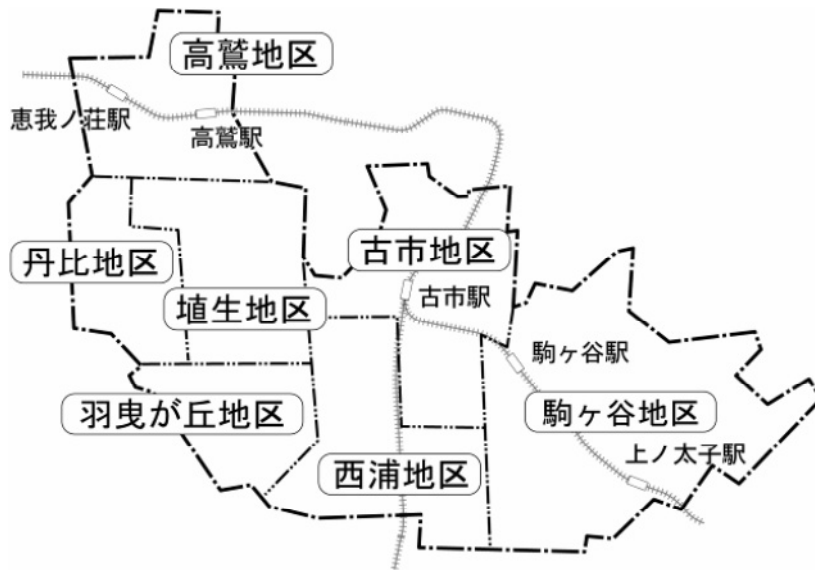 高鷲地区
恵我ノ荘駅
高鷲駅
丹比地区
古市地区
埴生地区
古市駅
駒ヶ谷駅
羽曳が丘地区
駒ヶ谷地区
西浦地区
上ノ太子駅